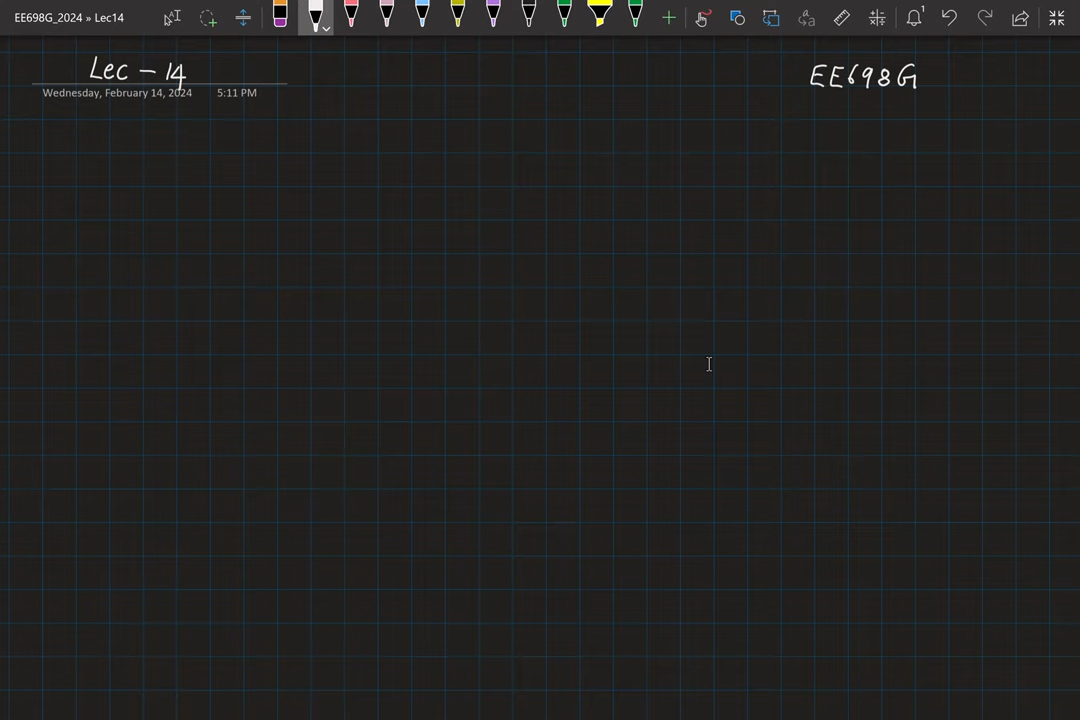 EE698G_2024 » Lec14
Lec - 14
EE698G
Wednesday, February 14, 2024 5:11 PM